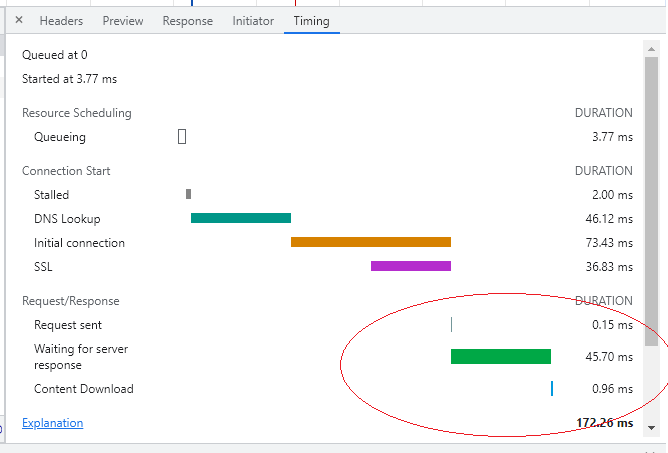 × Headers Preview Response Initiator Timing
Queued at 0
Started at 3.77 ms
Resource Scheduling DURATION
Queueing 3.77 ms
Connection Start DURATION
Stalled 2.00 ms
DNS Lookup 46.12 ms
Initial connection 73.43 ms
SSL 36.83 ms
Request/Response DURATION
Request sent 0.15 ms
Waiting for server
response 45.70 ms
Content Download 0.96 ms
Explanation 172.26 ms